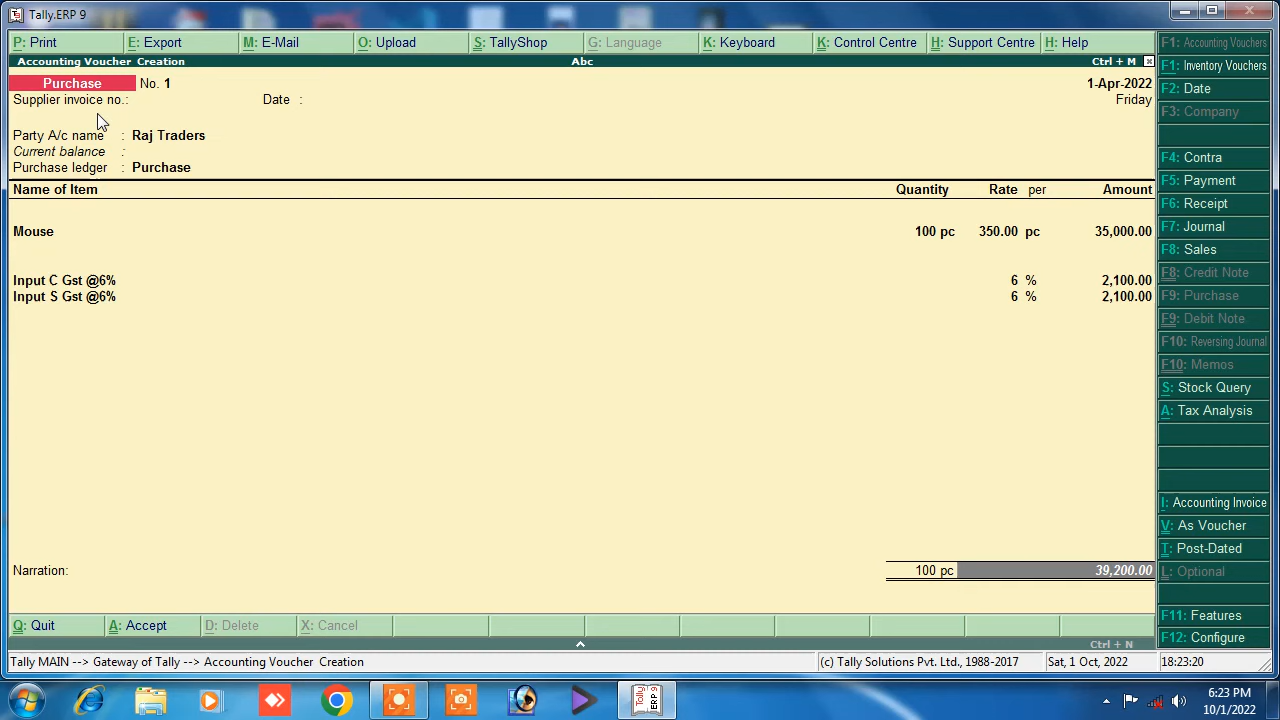 Tally.ERP 9
P: Print E: Export M: E-Mail O: Upload S: TallyShop G: Language K: Keyboard K: Control Centre H: Support Centre H: Help
Accounting Voucher Creation Abc Ctrl + M
Purchase No. 1 1-Apr-2022
Supplier invoice no.: Date : Friday
Party A/c name : Raj Traders
Current balance :
Purchase ledger : Purchase
Name of Item Quantity Rate per Amount
Mouse 100 pc 350.00 pc 35,000.00
Input C Gst @6% 6 % 2,100.00
Input S Gst @6% 6 % 2,100.00
Narration: 100 pc 39,200.00
Q: Quit A: Accept D: Delete X: Cancel
Ctrl + N
Tally MAIN --> Gateway of Tally --> Accounting Voucher Creation (c) Tally Solutions Pvt. Ltd., 1988-2017 Sat, 1 Oct, 2022 18:23:20
F1: Accounting Vouchers
F1: Inventory Vouchers
F2: Date
F3: Company
F4: Contra
F5: Payment
F6: Receipt
F7: Journal
F8: Sales
F8: Credit Note
F9: Purchase
F9: Debit Note
F10: Reversing Journal
F10: Memos
S: Stock Query
A: Tax Analysis
I: Accounting Invoice
V: As Voucher
T: Post-Dated
L: Optional
F11: Features
F12: Configure
Tally
ERP 9
6:23 PM
10/1/2022